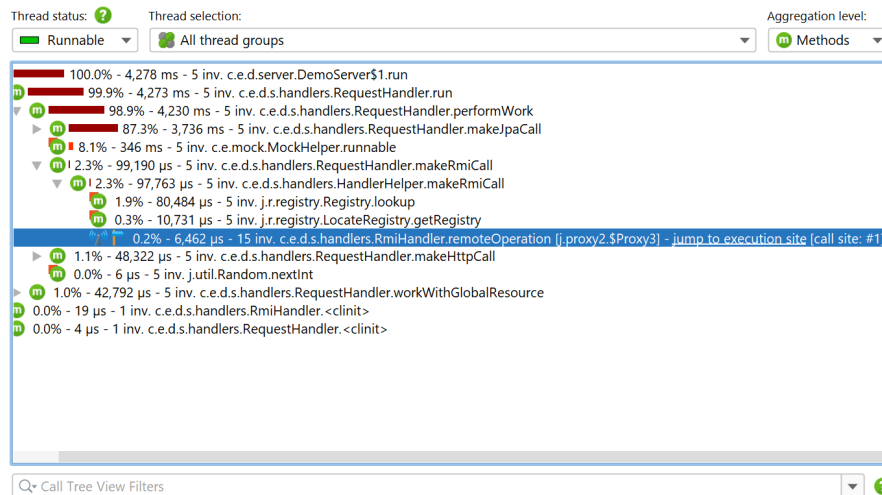 Thread status: ? Thread selection: Aggregation level:
Runnable All thread groups m Methods
100.0% - 4,278 ms - 5 inv. c.e.d.server.DemoServer$1.run
m 99.9% - 4,273 ms - 5 inv. c.e.d.s.handlers.RequestHandler.run
m 98.9% - 4,230 ms - 5 inv. c.e.d.s.handlers.RequestHandler.performWork
m 87.3% - 3,736 ms - 5 inv. c.e.d.s.handlers.RequestHandler.makeJpaCall
m 8.1% - 346 ms - 5 inv. c.e.mock.MockHelper.runnable
m 2.3% - 99,190 µs - 5 inv. c.e.d.s.handlers.RequestHandler.makeRmiCall
m 2.3% - 97,763 µs - 5 inv. c.e.d.s.handlers.HandlerHelper.makeRmiCall
m 1.9% - 80,484 µs - 5 inv. j.r.registry.Registry.lookup
m 0.3% - 10,731 µs - 5 inv. j.r.registry.LocateRegistry.getRegistry
0.2% - 6,462 µs - 15 inv. c.e.d.s.handlers.RmiHandler.remoteOperation [j.proxy2.$Proxy3] - jump to execution site [call site: #1
m 1.1% - 48,322 µs - 5 inv. c.e.d.s.handlers.RequestHandler.makeHttpCall
m 0.0% - 6 µs - 5 inv. j.util.Random.nextInt
m 1.0% - 42,792 µs - 5 inv. c.e.d.s.handlers.RequestHandler.workWithGlobalResource
m 0.0% - 19 µs - 1 inv. c.e.d.s.handlers.RmiHandler.<clinit>
m 0.0% - 4 µs - 1 inv. c.e.d.s.handlers.RequestHandler.<clinit>
Call Tree View Filters ?